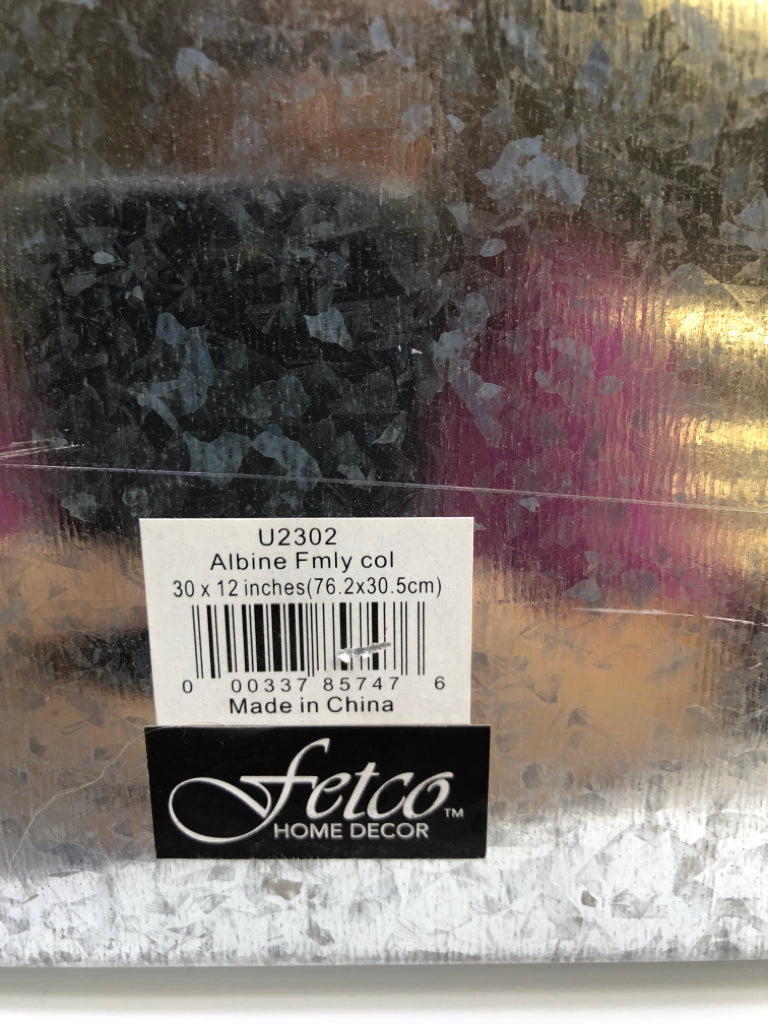 U2302
Albine Fmly col
30 x 12 inches(76.2x30.5cm)
0 00337 85747 6
Made in China
fetco™
HOME DECOR